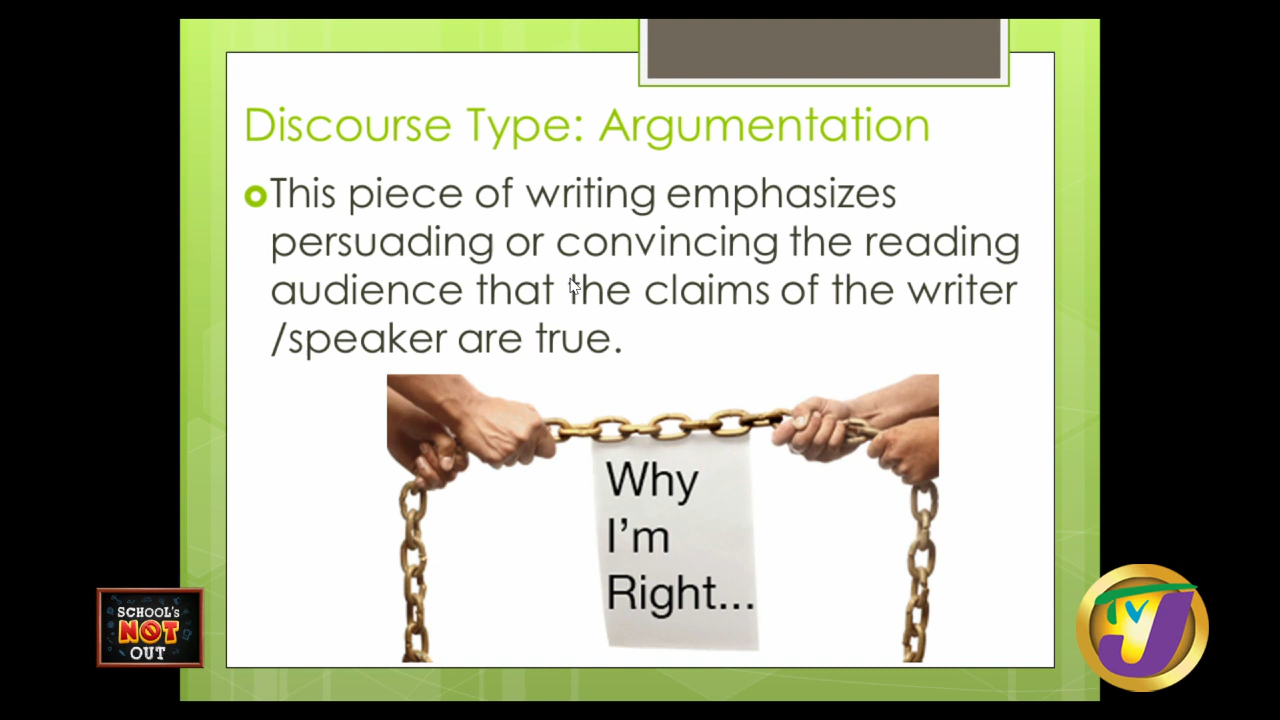 Discourse Type: Argumentation
This piece of writing emphasizes
persuading or convincing the reading
audience that the claims of the writer
/speaker are true.
Why
I'm
Right...
SCHOOL's
NOT
OUT
TVJ